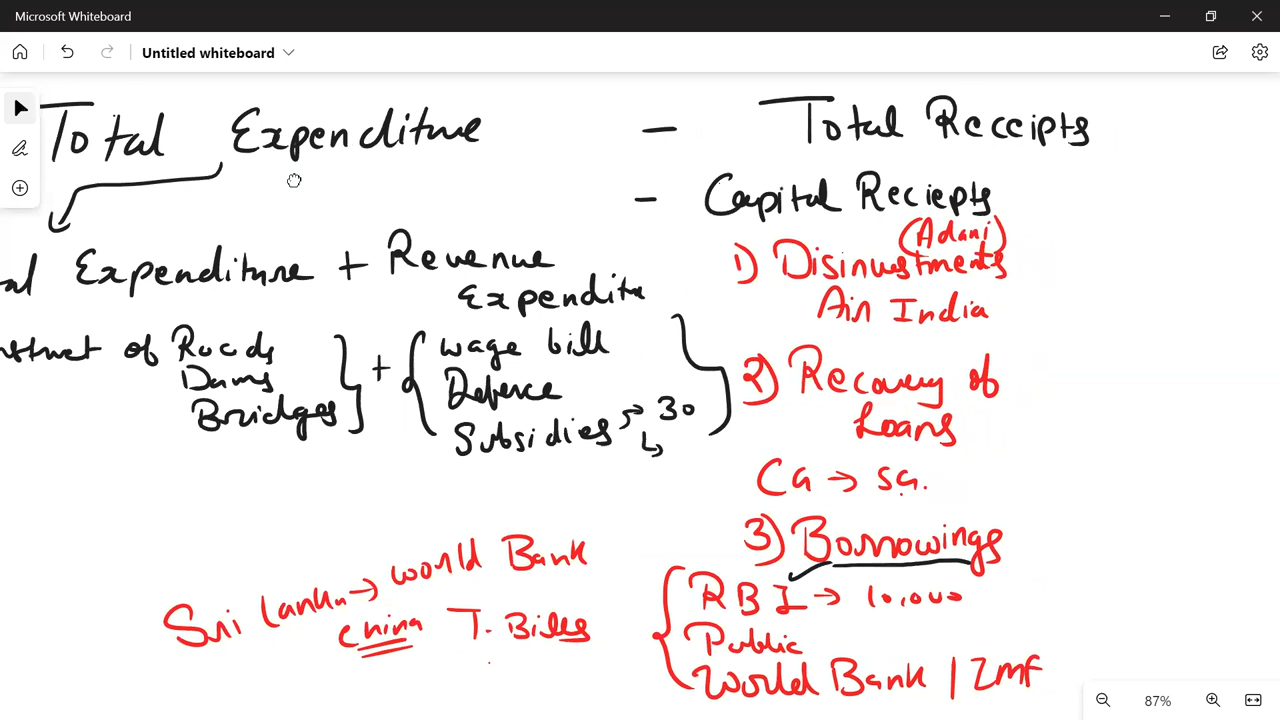 Microsoft Whiteboard
Untitled whiteboard
Total Expenditure - Total Receipts
- Capital Reciepts
(Adani)
1) Disinvestments
Air India
al Expenditure + Revenue
Expenditu
nstruct of Roads
Dams
Bridges
+
wage bill
Defence
Subsidies → 30
2) Recovery of
Loans
CG → SG.
3) Borrowings
RBI → 10,000
Public
World Bank / IMF
Sri Lanka → World Bank
China T. Bills
87%